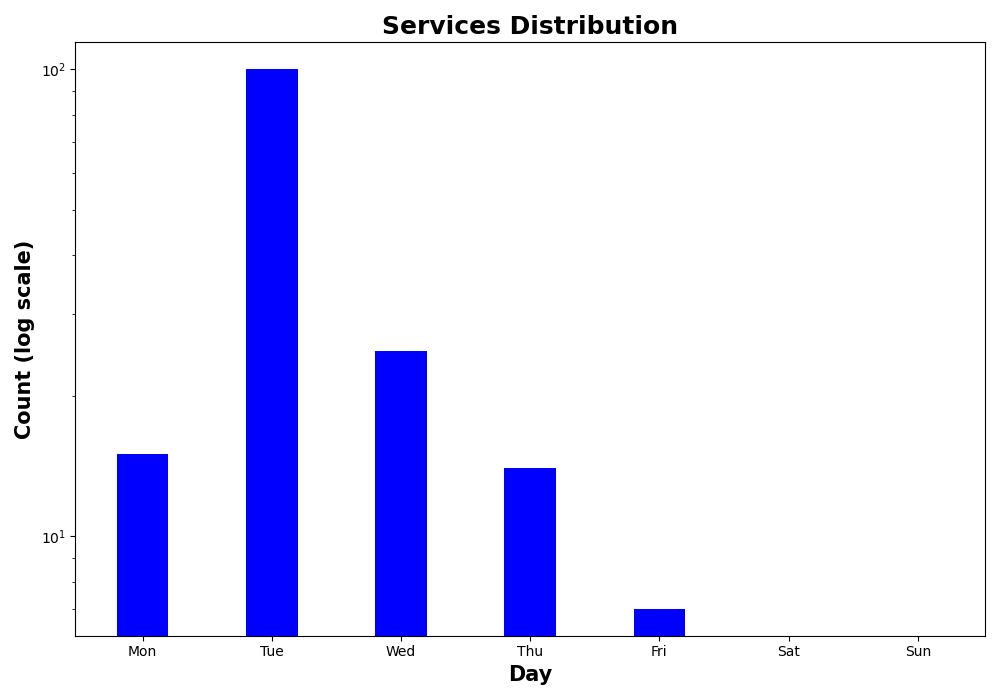 Services Distribution
Count (log scale)
10²
10¹
Mon Tue Wed Thu Fri Sat Sun
Day